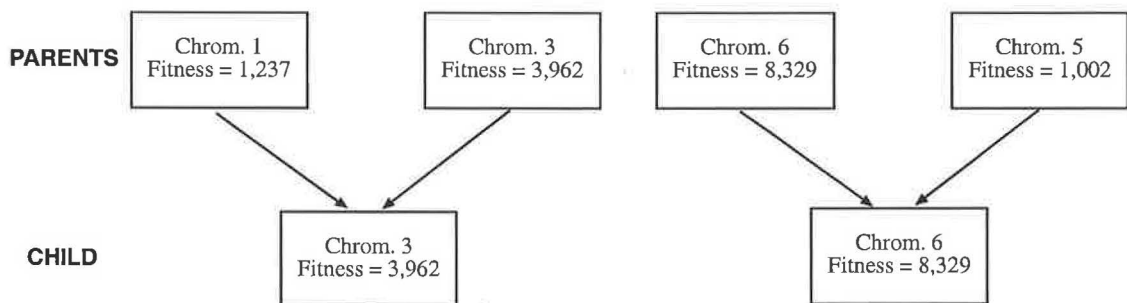 PARENTS
Chrom. 1
Fitness = 1,237
Chrom. 3
Fitness = 3,962
Chrom. 6
Fitness = 8,329
Chrom. 5
Fitness = 1,002
CHILD
Chrom. 3
Fitness = 3,962
Chrom. 6
Fitness = 8,329